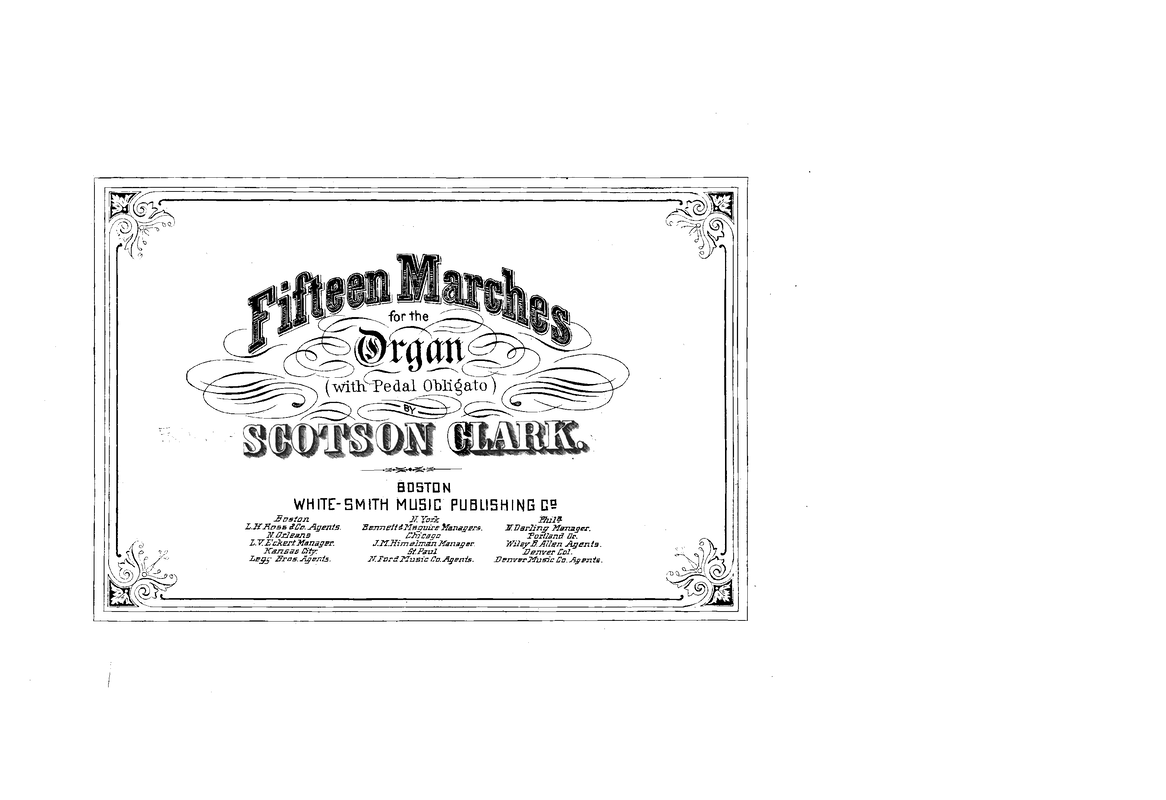 Fifteen Marches
for the
Organ
(with Pedal Obligato)
BY
SCOTSON CLARK.
BOSTON
WHITE-SMITH MUSIC PUBLISHING Co
Boston
L.H. Ross & Co. Agents.
N. Orleans
L.V. Eckert Manager.
Kansas City.
Legg Bros. Agents.
N. York
Bennett & Maguire Managers.
Chicago
J.M. Himelman Manager
St Paul
N. Ford Music Co. Agents.
Phila
W. Darling Manager.
Portland Oe.
Wiley B. Allen Agents.
Denver Col.
Denver Music Co. Agents.